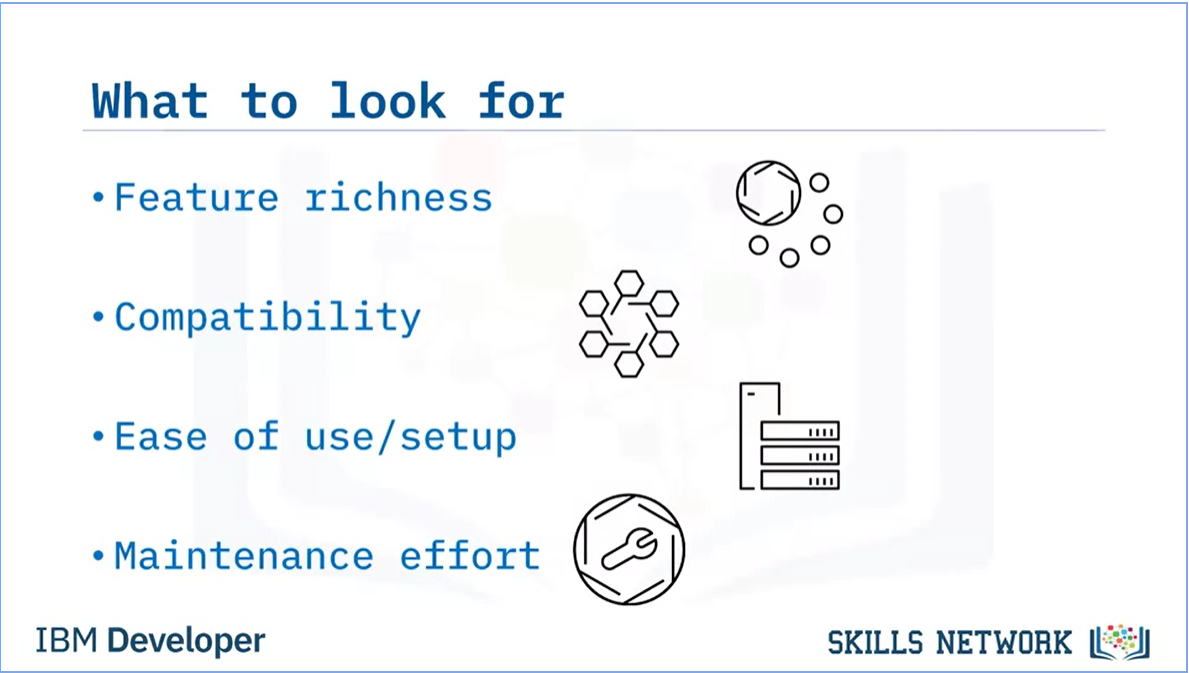 What to look for
• Feature richness
• Compatibility
• Ease of use/setup
• Maintenance effort
IBM Developer
SKILLS NETWORK